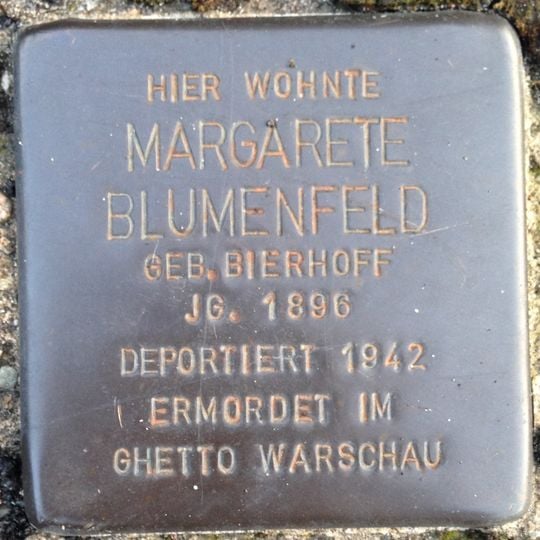 HIER WOHNTE
MARGARETE
BLUMENFELD
GEB. BIERHOFF
JG. 1896
DEPORTIERT 1942
ERMORDET IM
GHETTO WARSCHAU